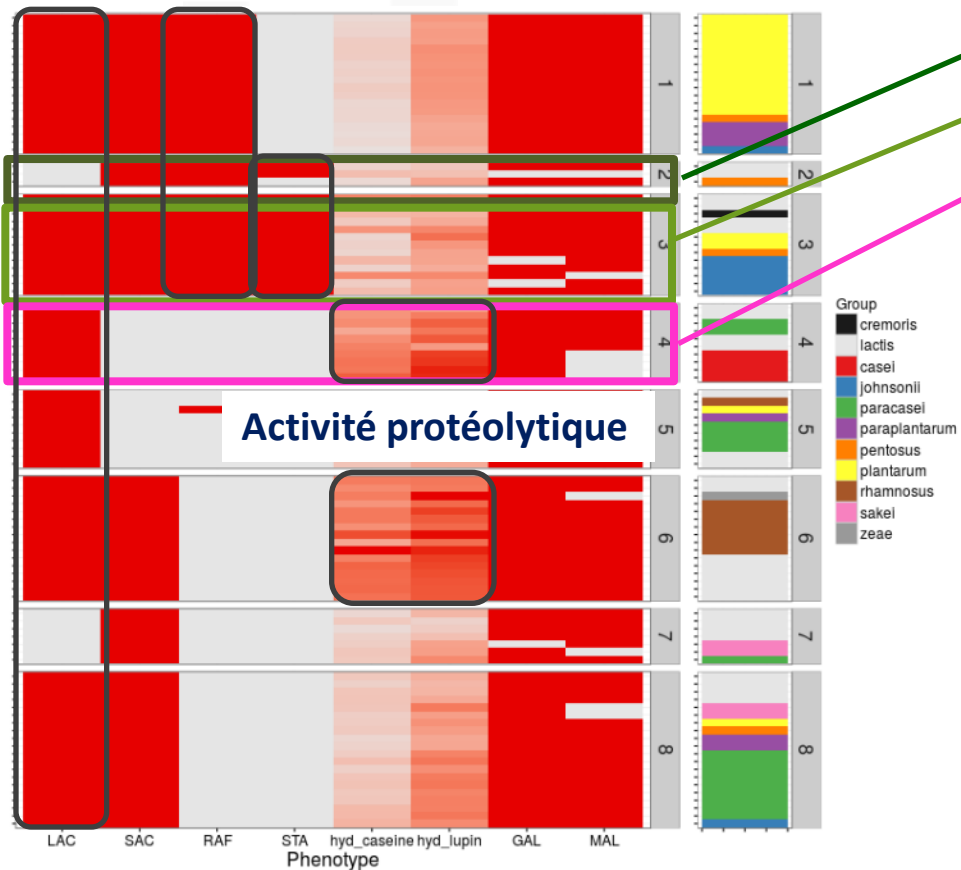 1
1
2
2
3
3
Group
cremoris
lactis
casei
johnsonii
paracasei
paraplantarum
pentosus
plantarum
rhamnosus
sakei
zeae
4
4
Activité protéolytique
5
5
6
6
7
7
8
8
LAC SAC RAF STA hyd_caseine hyd_lupin GAL MAL
Phenotype